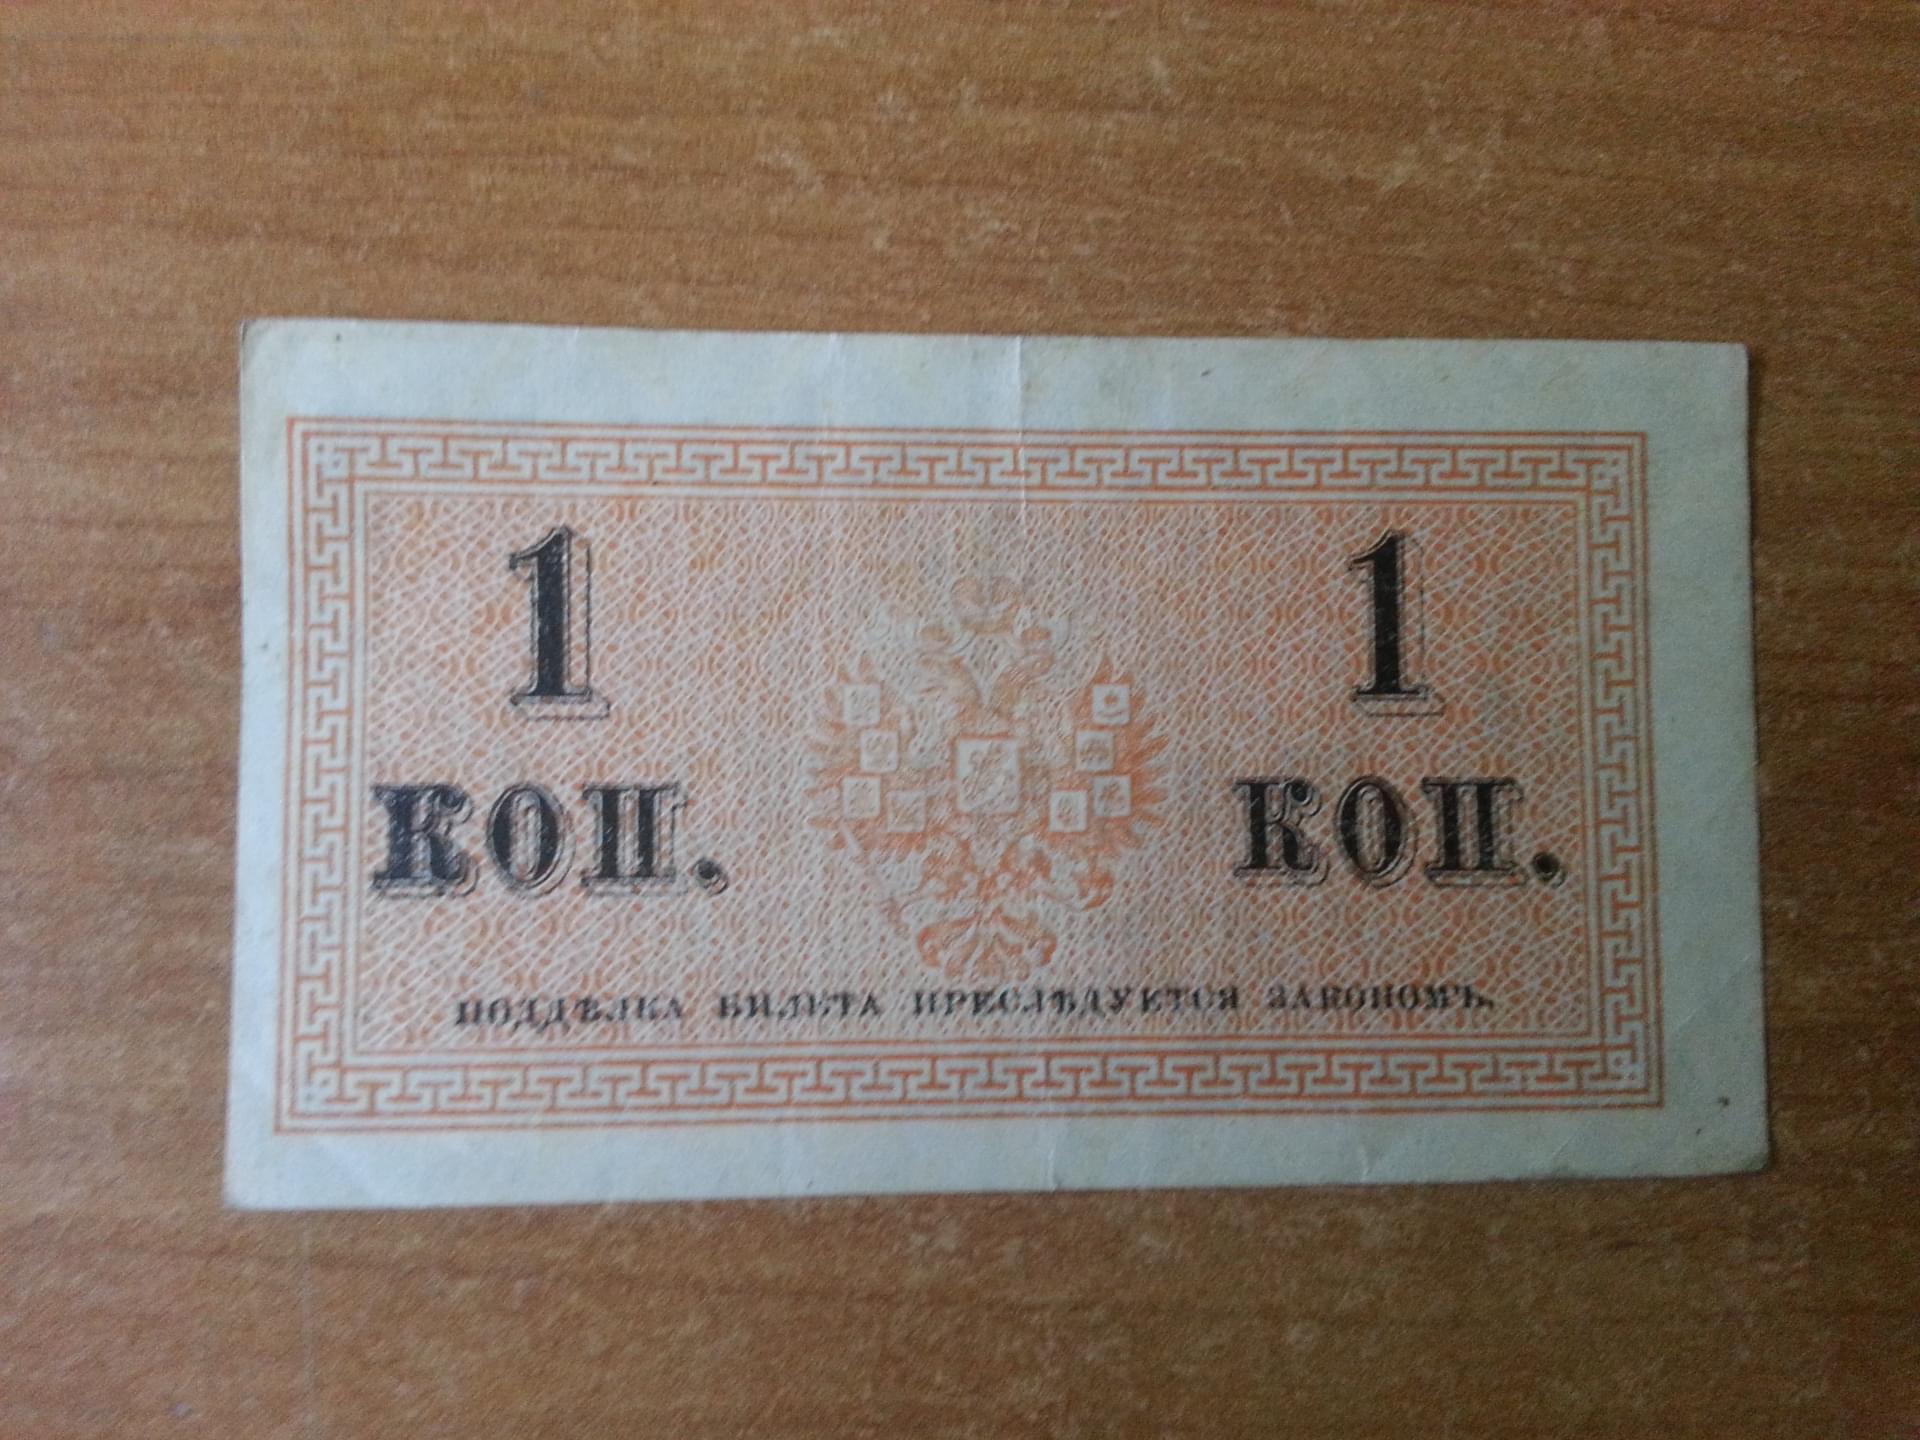 1 1
КОП. КОП.
ПОДДѢЛКА БИЛЕТА ПРЕСЛѢДУЕТСЯ ЗАКОНОМЪ.